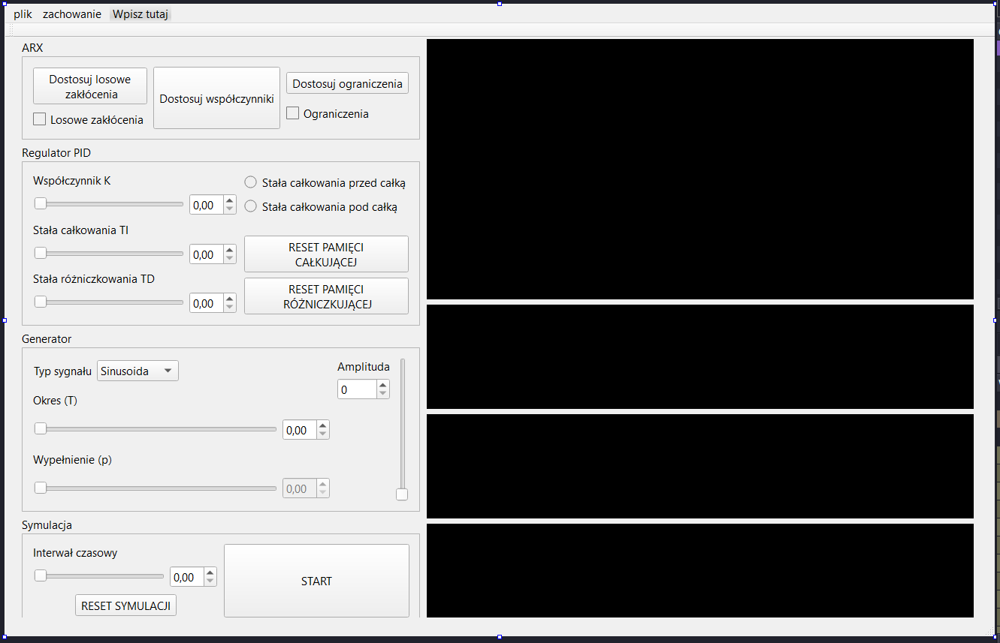 plik zachowanie Wpisz tutaj
ARX
Dostosuj losowe
zakłócenia
Losowe zakłócenia
Dostosuj współczynniki
Dostosuj ograniczenia
Ograniczenia
Regulator PID
Współczynnik K
0,00
Stała całkowania przed całką
Stała całkowania pod całką
Stała całkowania TI
0,00
RESET PAMIĘCI
CAŁKUJĄCEJ
Stała różniczkowania TD
0,00
RESET PAMIĘCI
RÓŻNICZKUJĄCEJ
Generator
Typ sygnału Sinusoida
Amplituda
0
Okres (T)
0,00
Wypełnienie (p)
0,00
Symulacja
Interwał czasowy
0,00
RESET SYMULACJI
START